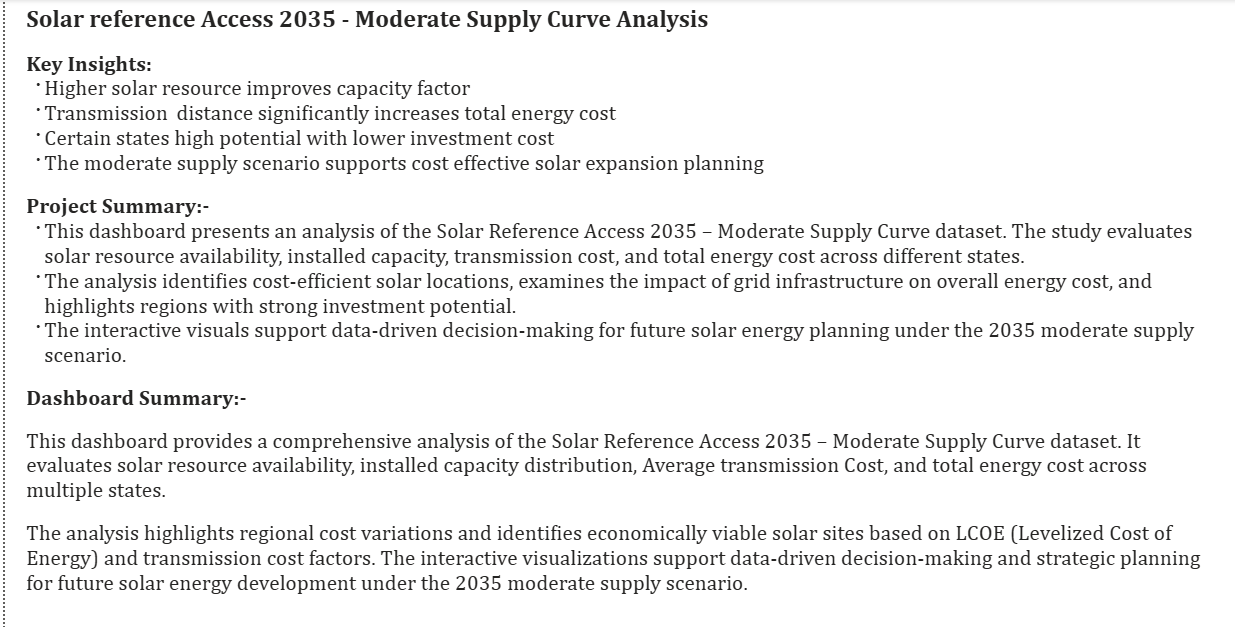 Solar reference Access 2035 - Moderate Supply Curve Analysis
Key Insights:
· Higher solar resource improves capacity factor
· Transmission  distance significantly increases total energy cost
· Certain states high potential with lower investment cost
· The moderate supply scenario supports cost effective solar expansion planning
Project Summary:-
· This dashboard presents an analysis of the Solar Reference Access 2035 – Moderate Supply Curve dataset. The study evaluates
solar resource availability, installed capacity, transmission cost, and total energy cost across different states.
· The analysis identifies cost-efficient solar locations, examines the impact of grid infrastructure on overall energy cost, and
highlights regions with strong investment potential.
· The interactive visuals support data-driven decision-making for future solar energy planning under the 2035 moderate supply
scenario.
Dashboard Summary:-
This dashboard provides a comprehensive analysis of the Solar Reference Access 2035 – Moderate Supply Curve dataset. It
evaluates solar resource availability, installed capacity distribution, Average transmission Cost, and total energy cost across
multiple states.
The analysis highlights regional cost variations and identifies economically viable solar sites based on LCOE (Levelized Cost of
Energy) and transmission cost factors. The interactive visualizations support data-driven decision-making and strategic planning
for future solar energy development under the 2035 moderate supply scenario.